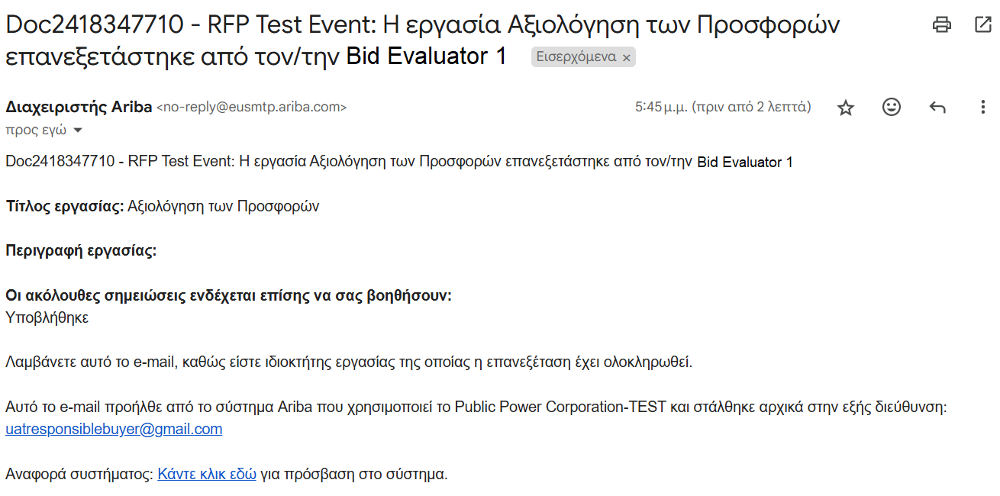 Doc2418347710 - RFP Test Event: Η εργασία Αξιολόγηση των Προσφορών
επανεξετάστηκε από τον/την Bid Evaluator 1 Εισερχόμενα ×
Διαχειριστής Ariba <no-reply@eusmtp.ariba.com> 5:45 μ.μ. (πριν από 2 λεπτά)
προς εγώ
Doc2418347710 - RFP Test Event: Η εργασία Αξιολόγηση των Προσφορών επανεξετάστηκε από τον/την Bid Evaluator 1
Τίτλος εργασίας: Αξιολόγηση των Προσφορών
Περιγραφή εργασίας:
Οι ακόλουθες σημειώσεις ενδέχεται επίσης να σας βοηθήσουν:
Υποβλήθηκε
Λαμβάνετε αυτό το e-mail, καθώς είστε ιδιοκτήτης εργασίας της οποίας η επανεξέταση έχει ολοκληρωθεί.
Αυτό το e-mail προήλθε από το σύστημα Ariba που χρησιμοποιεί το Public Power Corporation-TEST και στάλθηκε αρχικά στην εξής διεύθυνση:
uatresponsiblebuyer@gmail.com
Αναφορά συστήματος: Κάντε κλικ εδώ για πρόσβαση στο σύστημα.